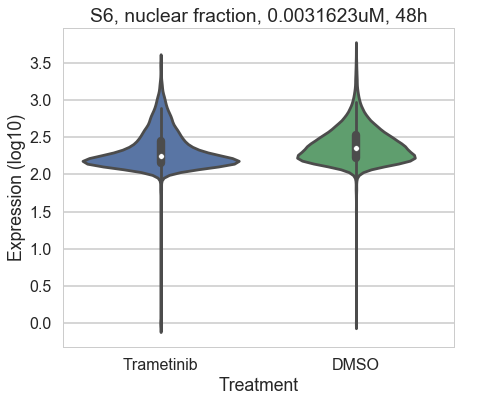 S6, nuclear fraction, 0.0031623uM, 48h
Expression (log10)
3.5
3.0
2.5
2.0
1.5
1.0
0.5
0.0
Trametinib
DMSO
Treatment